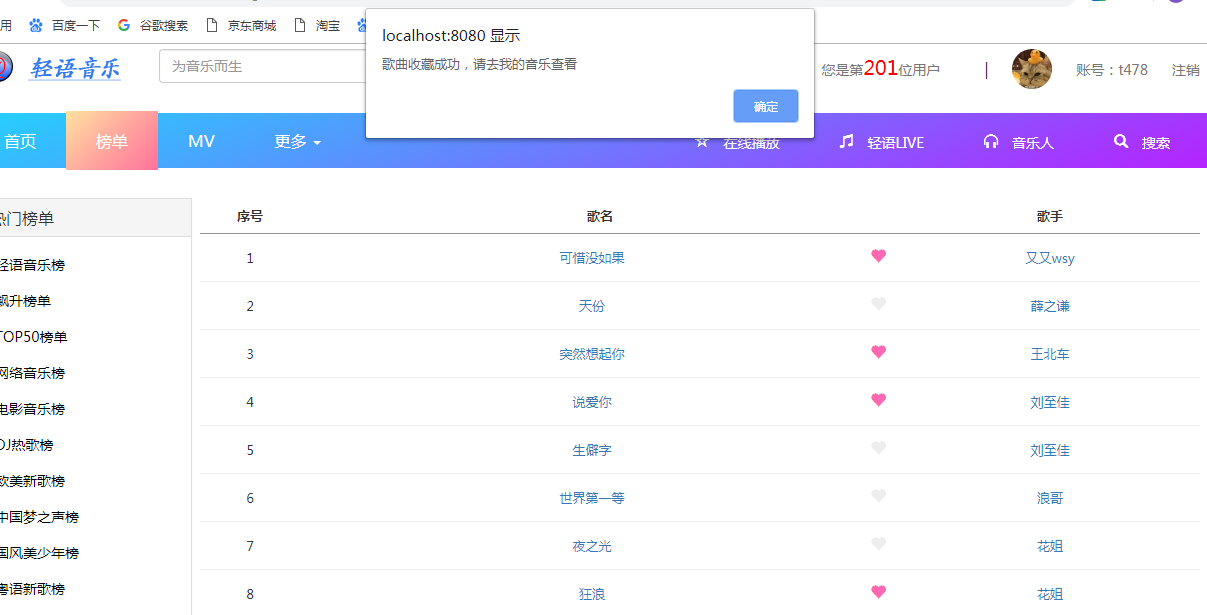 用 百度一下 谷歌搜索 京东商城 淘宝
localhost:8080 显示
歌曲收藏成功，请去我的音乐查看
确定
轻语音乐 为音乐而生 您是第201位用户 | 账号：t478 注销
首页 榜单 MV 更多 在线播放 轻语LIVE 音乐人 搜索
热门榜单
轻语音乐榜
飙升榜单
TOP50榜单
网络音乐榜
电影音乐榜
DJ热歌榜
欧美新歌榜
中国梦之声榜
国风美少年榜
粤语新歌榜
序号 歌名 歌手
1 可惜没如果 又又wsy
2 天份 薛之谦
3 突然想起你 王北车
4 说爱你 刘至佳
5 生僻字 刘至佳
6 世界第一等 浪哥
7 夜之光 花姐
8 狂浪 花姐